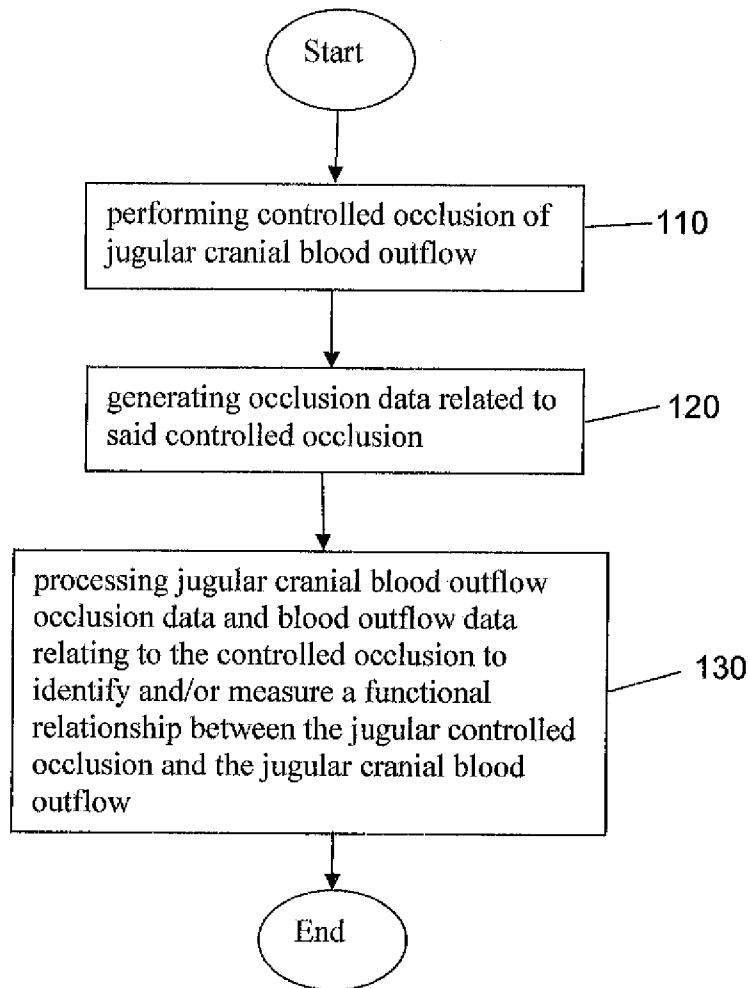 Start
performing controlled occlusion of
jugular cranial blood outflow
110
generating occlusion data related to
said controlled occlusion
120
processing jugular cranial blood outflow
occlusion data and blood outflow data
relating to the controlled occlusion to
identify and/or measure a functional
relationship between the jugular controlled
occlusion and the jugular cranial blood
outflow
130
End